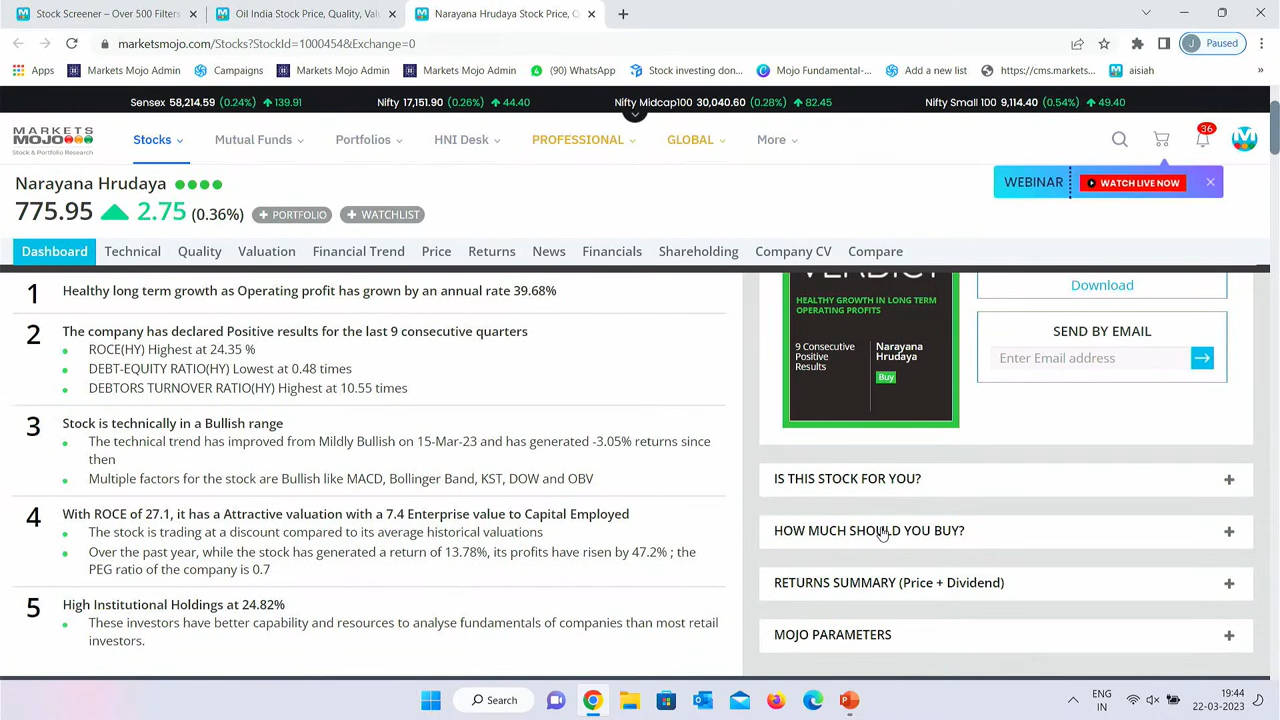 Stock Screener – Over 500 Filters
Oil India Stock Price, Quality, Val
Narayana Hrudaya Stock Price, Q
marketsmojo.com/Stocks?StockId=1000454&Exchange=0
J Paused
Apps Markets Mojo Admin Campaigns Markets Mojo Admin Markets Mojo Admin (90) WhatsApp Stock investing don... Mojo Fundamental-... Add a new list https://cms.markets... aisiah
Sensex 58,214.59 (0.24%) 139.91 Nifty 17,151.90 (0.26%) 44.40 Nifty Midcap100 30,040.60 (0.28%) 82.45 Nifty Small 100 9,114.40 (0.54%) 49.40
MARKETS
MOJO
Stock & Portfolio Research
Stocks Mutual Funds Portfolios HNI Desk PROFESSIONAL GLOBAL More 36
Narayana Hrudaya
WEBINAR WATCH LIVE NOW
775.95 2.75 (0.36%) + PORTFOLIO + WATCHLIST
Dashboard Technical Quality Valuation Financial Trend Price Returns News Financials Shareholding Company CV Compare
1 Healthy long term growth as Operating profit has grown by an annual rate 39.68%
2 The company has declared Positive results for the last 9 consecutive quarters
ROCE(HY) Highest at 24.35 %
DEBT-EQUITY RATIO(HY) Lowest at 0.48 times
DEBTORS TURNOVER RATIO(HY) Highest at 10.55 times
3 Stock is technically in a Bullish range
The technical trend has improved from Mildly Bullish on 15-Mar-23 and has generated -3.05% returns since
then
Multiple factors for the stock are Bullish like MACD, Bollinger Band, KST, DOW and OBV
4 With ROCE of 27.1, it has a Attractive valuation with a 7.4 Enterprise value to Capital Employed
The stock is trading at a discount compared to its average historical valuations
Over the past year, while the stock has generated a return of 13.78%, its profits have risen by 47.2% ; the
PEG ratio of the company is 0.7
5 High Institutional Holdings at 24.82%
These investors have better capability and resources to analyse fundamentals of companies than most retail
investors.
VERDICT
HEALTHY GROWTH IN LONG TERM
OPERATING PROFITS
9 Consecutive
Positive
Results
Narayana
Hrudaya
Buy
Download
SEND BY EMAIL
Enter Email address
IS THIS STOCK FOR YOU? +
HOW MUCH SHOULD YOU BUY? +
RETURNS SUMMARY (Price + Dividend) +
MOJO PARAMETERS +
Search
ENG
IN
19:44
22-03-2023